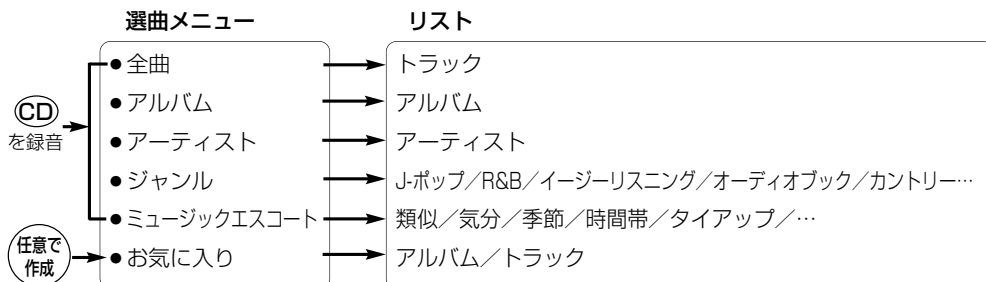 選曲メニュー リスト
● 全曲 トラック
● アルバム アルバム
CD
を録音
● アーティスト アーティスト
● ジャンル J-ポップ／R&B／イージーリスニング／オーディオブック／カントリー…
● ミュージックエスコート 類似／気分／季節／時間帯／タイアップ／…
任意で
作成
● お気に入り アルバム／トラック